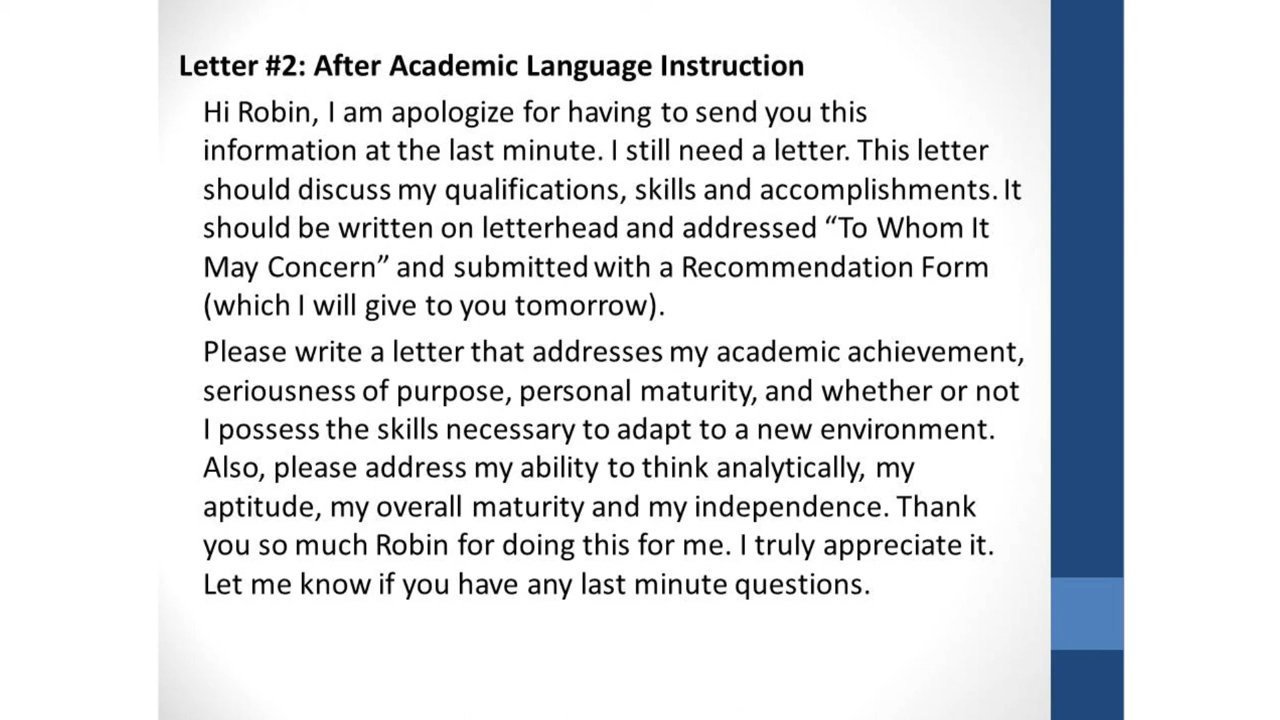 Letter #2: After Academic Language Instruction
Hi Robin, I am apologize for having to send you this
information at the last minute. I still need a letter. This letter
should discuss my qualifications, skills and accomplishments. It
should be written on letterhead and addressed “To Whom It
May Concern” and submitted with a Recommendation Form
(which I will give to you tomorrow).
Please write a letter that addresses my academic achievement,
seriousness of purpose, personal maturity, and whether or not
I possess the skills necessary to adapt to a new environment.
Also, please address my ability to think analytically, my
aptitude, my overall maturity and my independence. Thank
you so much Robin for doing this for me. I truly appreciate it.
Let me know if you have any last minute questions.